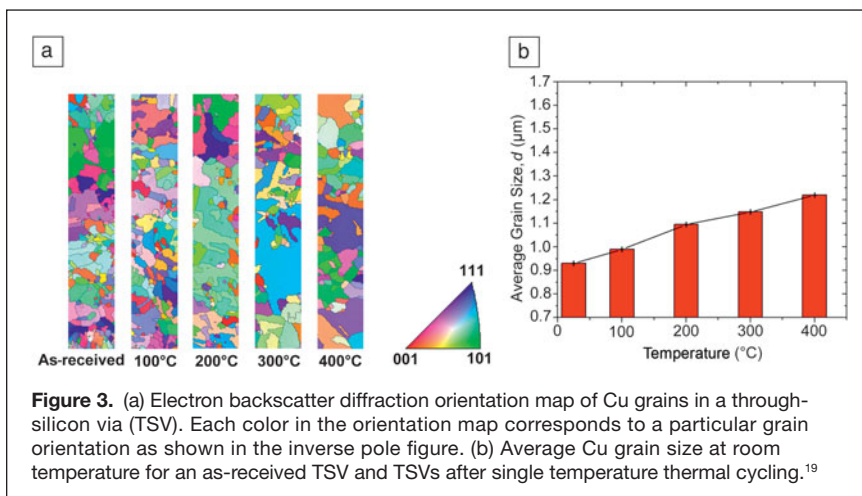 a
As-received 100°C 200°C 300°C 400°C
111
001 101
b
Average Grain Size, d (μm)
1.7
1.6
1.5
1.4
1.3
1.2
1.1
1.0
0.9
0.8
0.7
0 100 200 300 400
Temperature (°C)
Figure 3. (a) Electron backscatter diffraction orientation map of Cu grains in a through-
silicon via (TSV). Each color in the orientation map corresponds to a particular grain
orientation as shown in the inverse pole figure. (b) Average Cu grain size at room
temperature for an as-received TSV and TSVs after single temperature thermal cycling.19